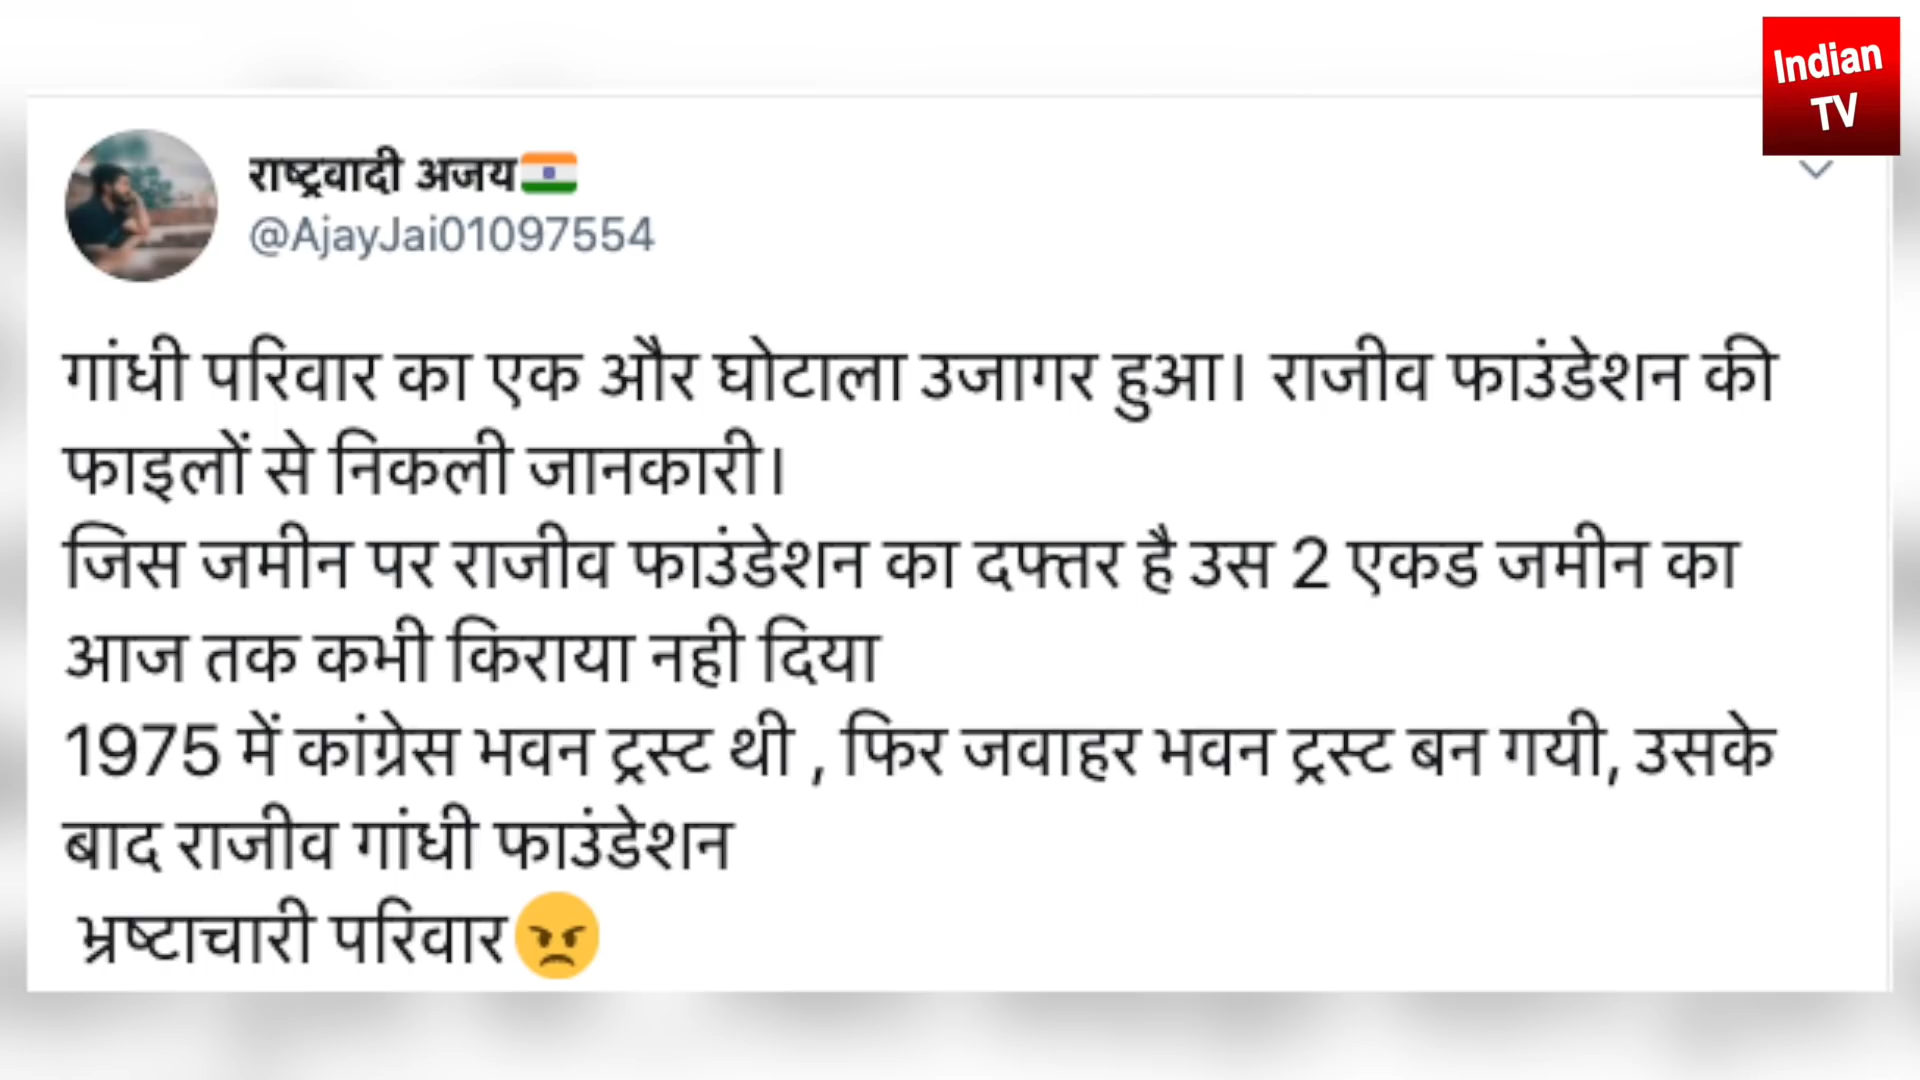 Indian
TV
राष्ट्रवादी अजय🇮🇳
@AjayJai01097554
गांधी परिवार का एक और घोटाला उजागर हुआ। राजीव फाउंडेशन की
फाइलों से निकली जानकारी।
जिस जमीन पर राजीव फाउंडेशन का दफ्तर है उस 2 एकड जमीन का
आज तक कभी किराया नही दिया
1975 में कांग्रेस भवन ट्रस्ट थी , फिर जवाहर भवन ट्रस्ट बन गयी, उसके
बाद राजीव गांधी फाउंडेशन
भ्रष्टाचारी परिवार😠